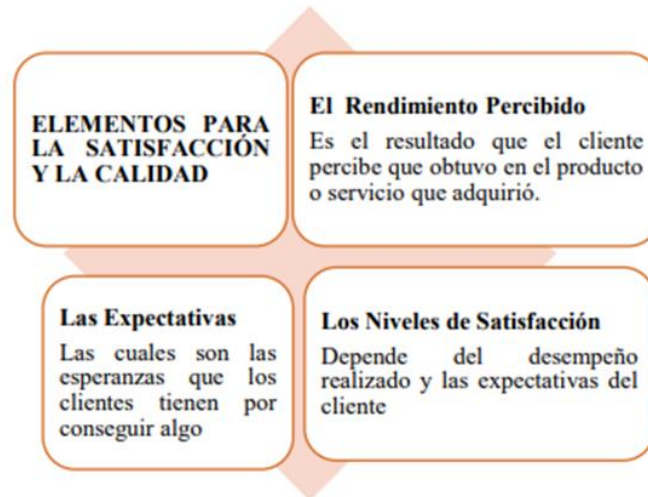 ELEMENTOS PARA
LA SATISFACCIÓN
Y LA CALIDAD
El Rendimiento Percibido
Es el resultado que el cliente
percibe que obtuvo en el producto
o servicio que adquirió.
Las Expectativas
Las cuales son las
esperanzas que los
clientes tienen por
conseguir algo
Los Niveles de Satisfacción
Depende del desempeño
realizado y las expectativas del
cliente